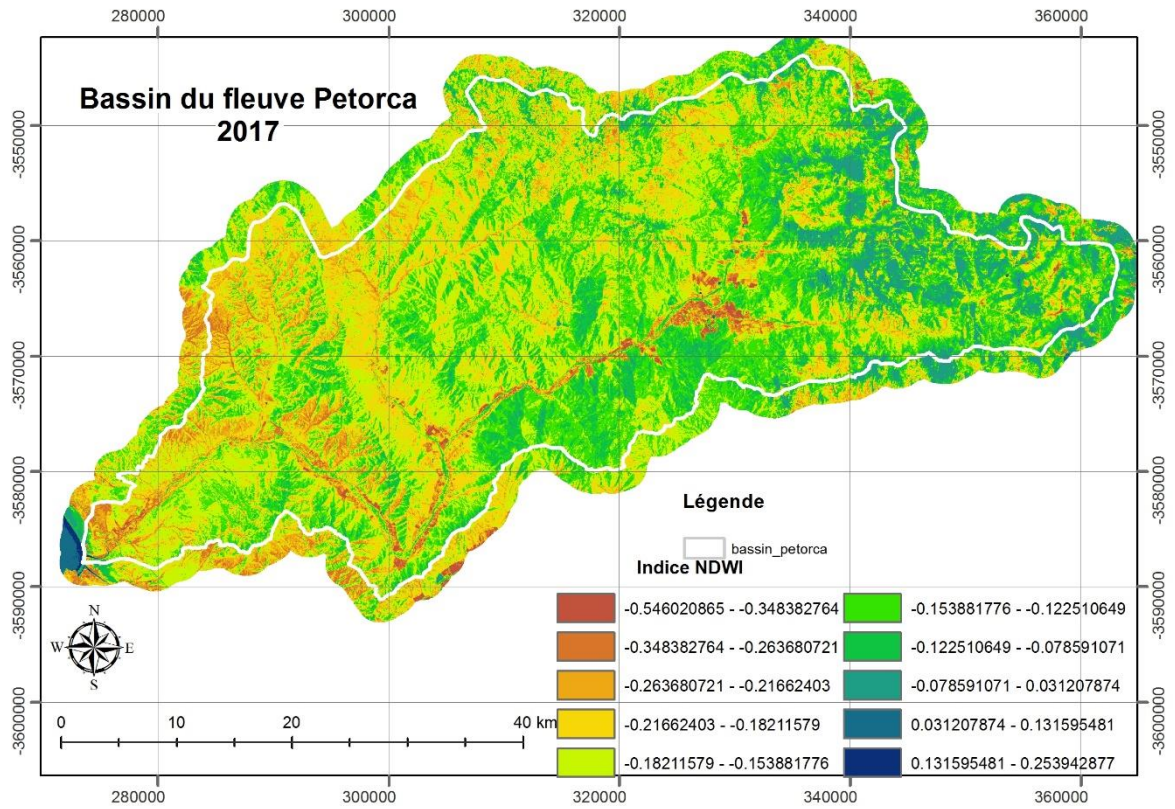 280000 300000 320000 340000 360000
Bassin du fleuve Petorca
2017
-3550000 -3550000
-3560000 -3560000
-3570000 -3570000
-3580000 -3580000
-3590000 -3590000
-3600000 -3600000
Légende
bassin_petorca
Indice NDWI
-0.546020865 - -0.348382764
-0.348382764 - -0.263680721
-0.263680721 - -0.21662403
-0.21662403 - -0.18211579
-0.18211579 - -0.153881776
-0.153881776 - -0.122510649
-0.122510649 - -0.078591071
-0.078591071 - 0.031207874
0.031207874 - 0.131595481
0.131595481 - 0.253942877
N
W E
S
0 10 20 40 km
280000 300000 320000 340000 360000